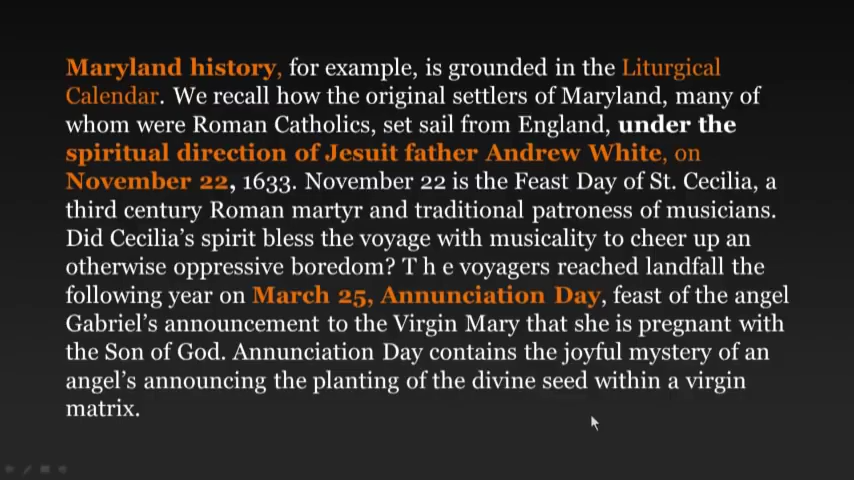 Maryland history, for example, is grounded in the Liturgical
Calendar. We recall how the original settlers of Maryland, many of
whom were Roman Catholics, set sail from England, under the
spiritual direction of Jesuit father Andrew White, on
November 22, 1633. November 22 is the Feast Day of St. Cecilia, a
third century Roman martyr and traditional patroness of musicians.
Did Cecilia’s spirit bless the voyage with musicality to cheer up an
otherwise oppressive boredom? T h e voyagers reached landfall the
following year on March 25, Annunciation Day, feast of the angel
Gabriel’s announcement to the Virgin Mary that she is pregnant with
the Son of God. Annunciation Day contains the joyful mystery of an
angel’s announcing the planting of the divine seed within a virgin
matrix.